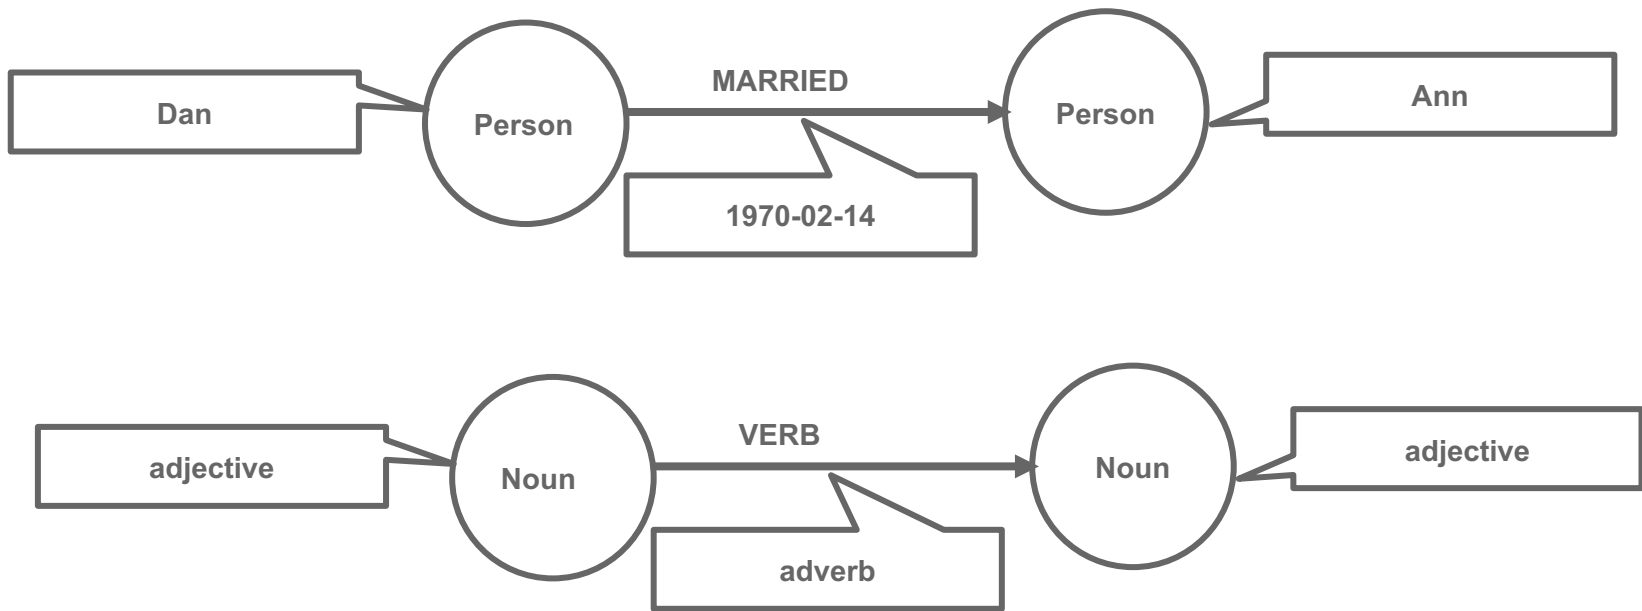 MARRIED
Dan
Person
Person
Ann
1970-02-14
VERB
adjective
Noun
Noun
adjective
adverb